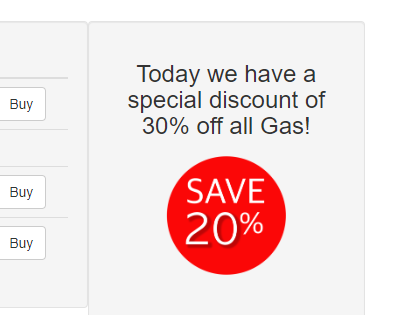 Buy
Buy
Buy
Today we have a
special discount of
30% off all Gas!
SAVE
20%